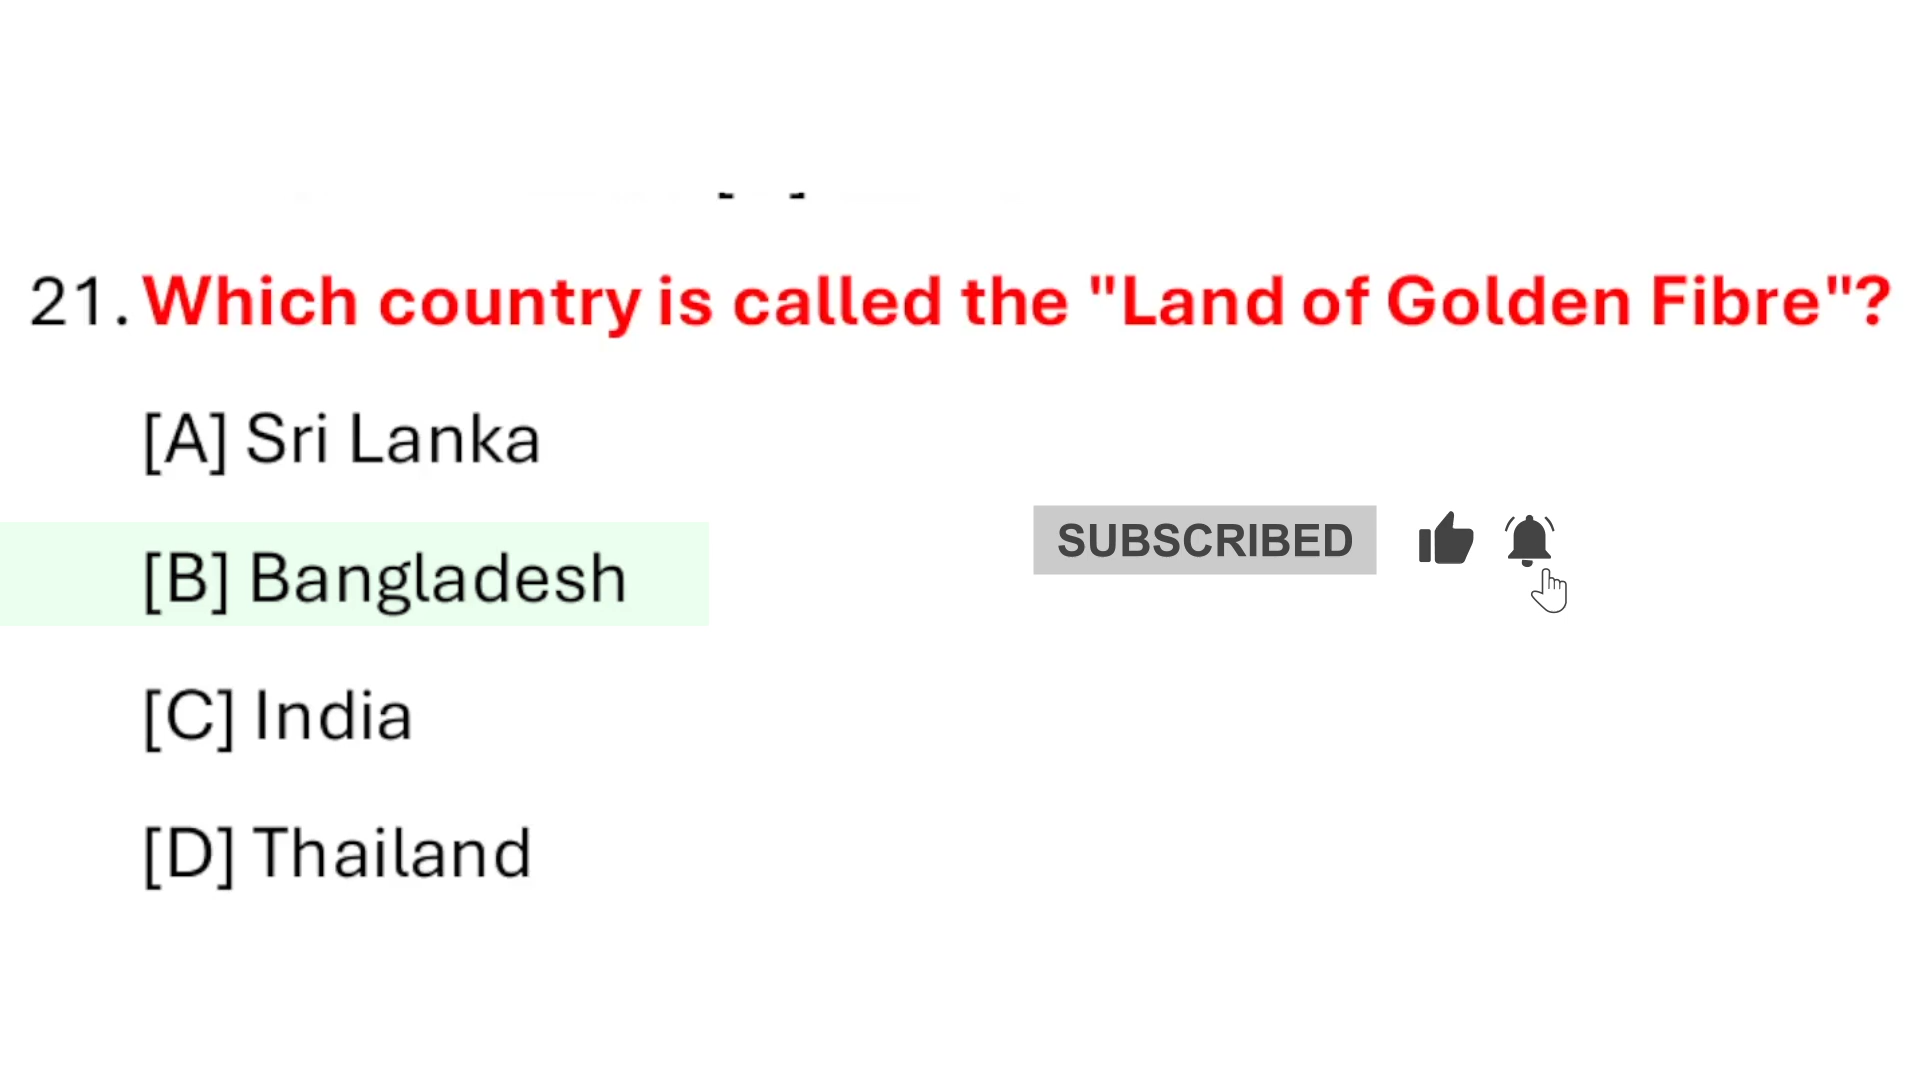 21. Which country is called the "Land of Golden Fibre"?
[A] Sri Lanka
[B] Bangladesh
SUBSCRIBED
[C] India
[D] Thailand